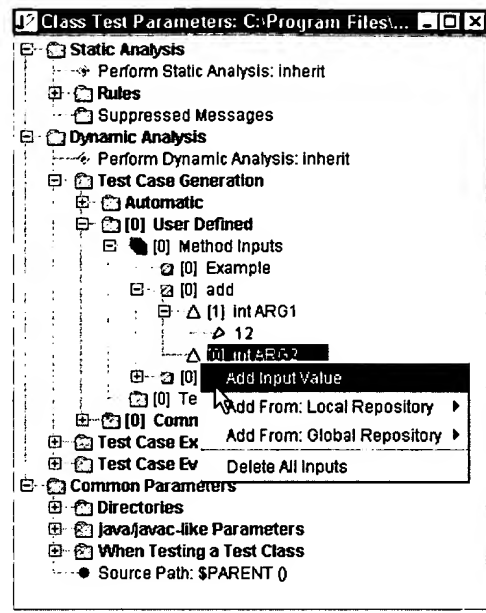 Class Test Parameters: C:\Program Files\...
Static Analysis
Perform Static Analysis: inherit
Rules
Suppressed Messages
Dynamic Analysis
Perform Dynamic Analysis: inherit
Test Case Generation
Automatic
[0] User Defined
[0] Method Inputs
[0] Example
[0] add
[1] int ARG1
12
[0] int ARG2
Add Input Value
[0]
Add From: Local Repository
[0] Te
Add From: Global Repository
[0] Comn
Test Case Ex
Delete All Inputs
Test Case Ev
Common Parameters
Directories
java/javac-like Parameters
When Testing a Test Class
Source Path: $PARENT ()